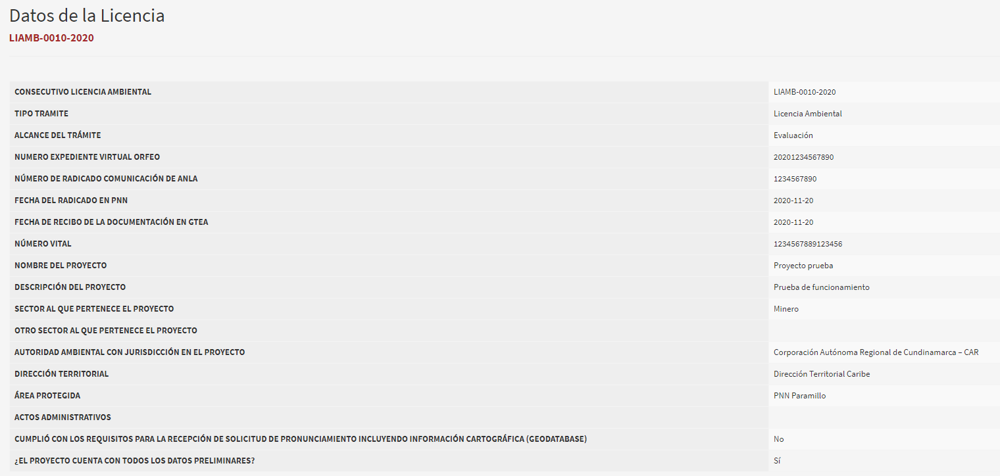 Datos de la Licencia
LIAMB-0010-2020
CONSECUTIVO LICENCIA AMBIENTAL LIAMB-0010-2020
TIPO TRAMITE Licencia Ambiental
ALCANCE DEL TRÁMITE Evaluación
NUMERO EXPEDIENTE VIRTUAL ORFEO 20201234567890
NÚMERO DE RADICADO COMUNICACIÓN DE ANLA 1234567890
FECHA DEL RADICADO EN PNN 2020-11-20
FECHA DE RECIBO DE LA DOCUMENTACIÓN EN GTEA 2020-11-20
NÚMERO VITAL 1234567889123456
NOMBRE DEL PROYECTO Proyecto prueba
DESCRIPCIÓN DEL PROYECTO Prueba de funcionamiento
SECTOR AL QUE PERTENECE EL PROYECTO Minero
OTRO SECTOR AL QUE PERTENECE EL PROYECTO
AUTORIDAD AMBIENTAL CON JURISDICCIÓN EN EL PROYECTO Corporación Autónoma Regional de Cundinamarca – CAR
DIRECCIÓN TERRITORIAL Dirección Territorial Caribe
ÁREA PROTEGIDA PNN Paramillo
ACTOS ADMINISTRATIVOS
CUMPLIÓ CON LOS REQUISITOS PARA LA RECEPCIÓN DE SOLICITUD DE PRONUNCIAMIENTO INCLUYENDO INFORMACIÓN CARTOGRÁFICA (GEODATABASE) No
¿EL PROYECTO CUENTA CON TODOS LOS DATOS PRELIMINARES? Sí